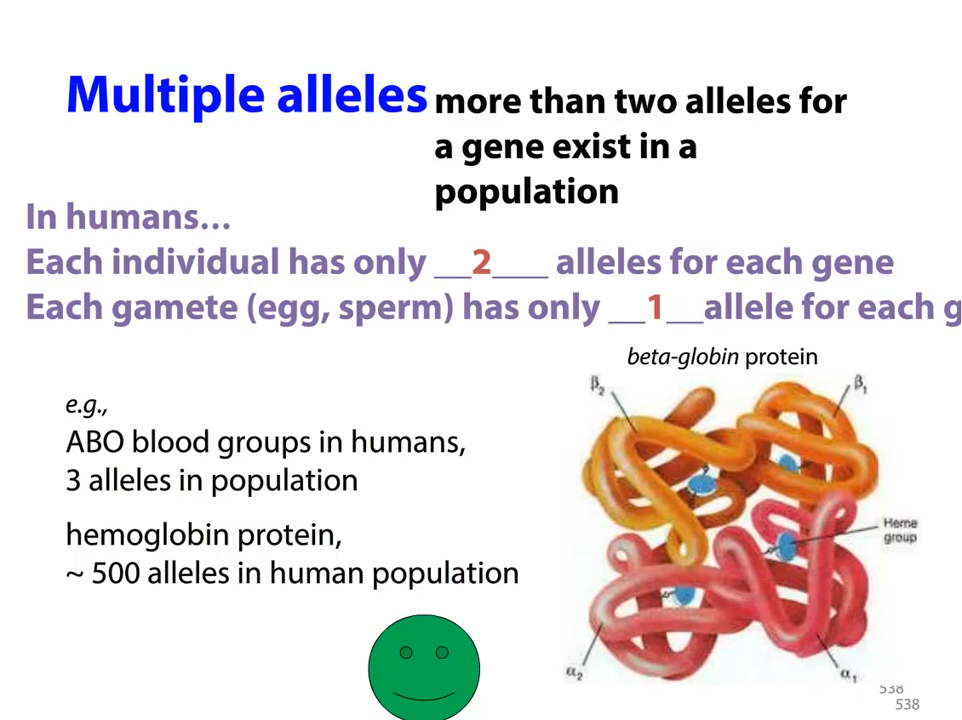 Multiple alleles more than two alleles for
a gene exist in a
population
In humans...
Each individual has only __2___ alleles for each gene
Each gamete (egg, sperm) has only __1__allele for each g
beta-globin protein
β2
β1
e.g.,
ABO blood groups in humans,
3 alleles in population
hemoglobin protein,
~ 500 alleles in human population
Heme
group
α2
α1
538
538